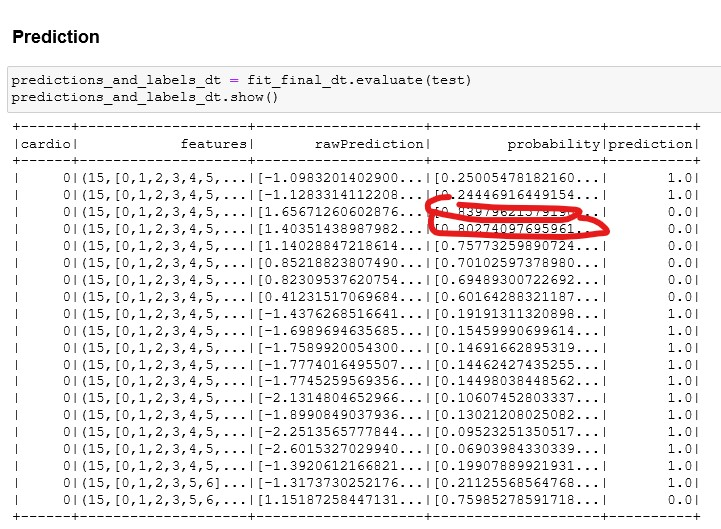 Prediction
predictions_and_labels_dt = fit_final_dt.evaluate(test)
predictions_and_labels_dt.show()
+------+--------------------+--------------------+--------------------+----------+
|cardio| features| rawPrediction| probability|prediction|
+------+--------------------+--------------------+--------------------+----------+
| 0|(15,[0,1,2,3,4,5,...|[-1.0983201402900...|[0.25005478182160...| 1.0|
| 0|(15,[0,1,2,3,4,5,...|[-1.1283314112208...|[0.24446916449154...| 1.0|
| 0|(15,[0,1,2,3,4,5,...|[1.65671260602876...| 0.0|
| 0|(15,[0,1,2,3,4,5,...|[1.40351438987982...|[0.80274097695961...| 0.0|
| 0|(15,[0,1,2,3,4,5,...|[1.14028847218614...|[0.75773259890724...| 0.0|
| 0|(15,[0,1,2,3,4,5,...|[0.85218823807490...|[0.70102597378980...| 0.0|
| 0|(15,[0,1,2,3,4,5,...|[0.82309537620754...|[0.69489300722692...| 0.0|
| 0|(15,[0,1,2,3,4,5,...|[0.41231517069684...|[0.60164288321187...| 0.0|
| 0|(15,[0,1,2,3,4,5,...|[-1.4376268516641...|[0.19191311320898...| 1.0|
| 0|(15,[0,1,2,3,4,5,...|[-1.6989694635685...|[0.15459990699614...| 1.0|
| 0|(15,[0,1,2,3,4,5,...|[-1.7589920054300...|[0.14691662895319...| 1.0|
| 0|(15,[0,1,2,3,4,5,...|[-1.7774016495507...|[0.14462427435255...| 1.0|
| 0|(15,[0,1,2,3,4,5,...|[-1.7745259569356...|[0.14498038448562...| 1.0|
| 0|(15,[0,1,2,3,4,5,...|[-2.1314804652966...|[0.10607452803337...| 1.0|
| 0|(15,[0,1,2,3,4,5,...|[-1.8990849037936...|[0.13021208025082...| 1.0|
| 0|(15,[0,1,2,3,4,5,...|[-2.2513565777844...|[0.09523251350517...| 1.0|
| 0|(15,[0,1,2,3,4,5,...|[-2.6015327029940...|[0.06903984330339...| 1.0|
| 0|(15,[0,1,2,3,4,5,...|[-1.3920612166821...|[0.19907889921931...| 1.0|
| 0|(15,[0,1,2,3,5,6]...|[-1.3173730252176...|[0.21125568564768...| 1.0|
| 0|(15,[0,1,2,3,5,6,...|[1.15187258447131...|[0.75985278591718...| 0.0|
+------+--------------------+--------------------+--------------------+----------+